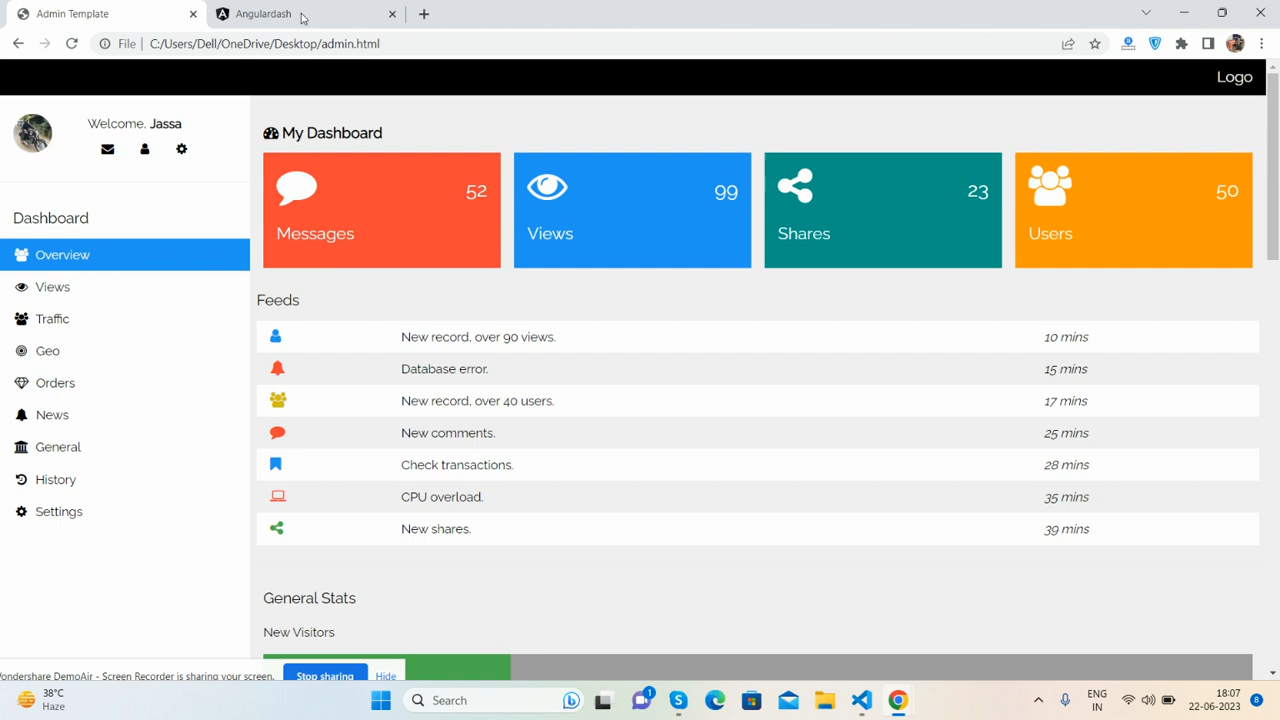 Admin Template
Angulardash
File
C:/Users/Dell/OneDrive/Desktop/admin.html
Logo
Welcome, Jassa
Dashboard
Overview
Views
Traffic
Geo
Orders
News
General
History
Settings
My Dashboard
52
Messages
99
Views
23
Shares
50
Users
Feeds
New record, over 90 views. 10 mins
Database error. 15 mins
New record, over 40 users. 17 mins
New comments. 25 mins
Check transactions. 28 mins
CPU overload. 35 mins
New shares. 39 mins
General Stats
New Visitors
ondershare DemoAir - Screen Recorder is sharing your screen.
Stop sharing
Hide
38°C
Haze
Search
1
ENG
IN
18:07
22-06-2023
8